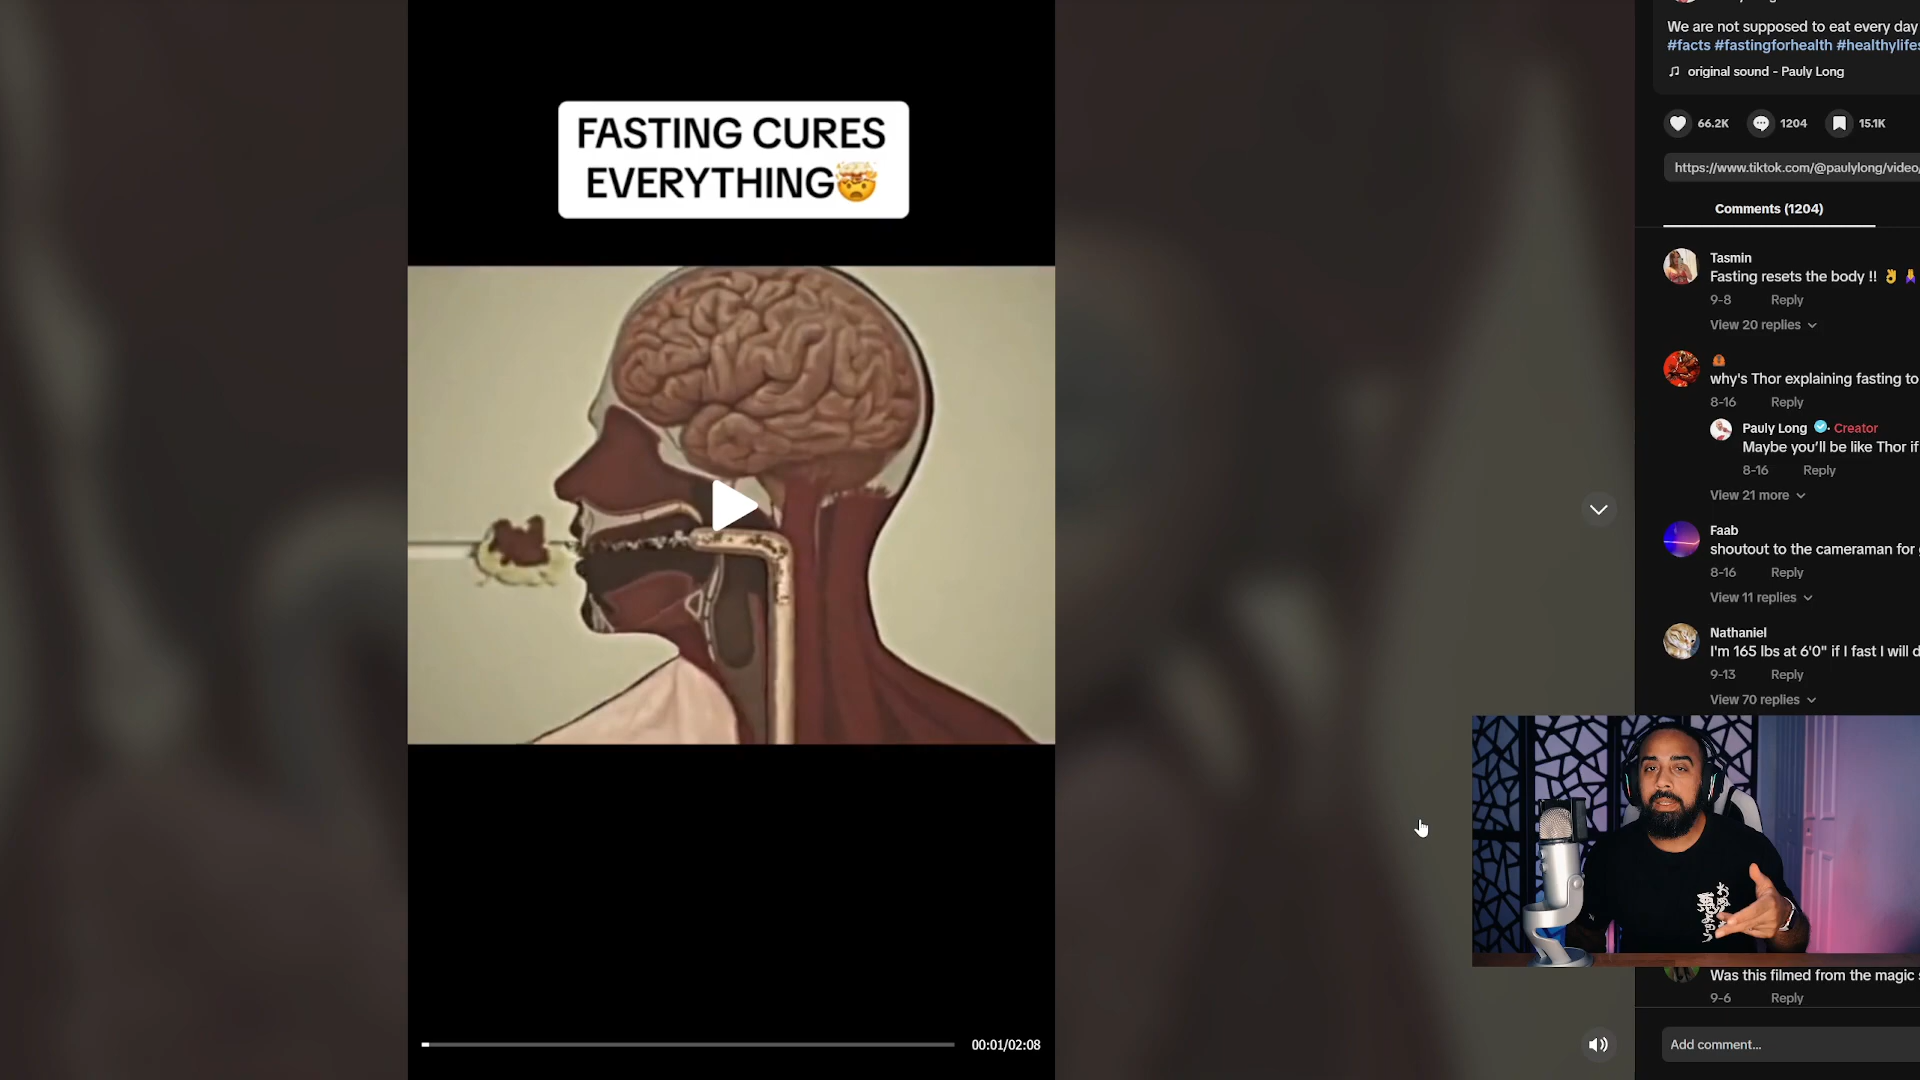 FASTING CURES
EVERYTHING🤯
00:01/02:08
We are not supposed to eat every day
#facts #fastingforhealth
original sound - Pauly Long
66.2K
1204
15.1K
https://www.tiktok.com/@paulylong/video/
Comments (1204)
Tasmin
Fasting resets the body !! 👌
9-8 Reply
View 20 replies
why's Thor explaining fasting to
8-16 Reply
Pauly Long · Creator
Maybe you'll be like Thor if
8-16 Reply
View 21 more
Faab
shoutout to the cameraman for
8-16 Reply
View 11 replies
Nathaniel
I'm 165 lbs at 6'0" if I fast I will
9-13 Reply
View 70 replies
Was this filmed from the magic
9-6 Reply
Add comment...